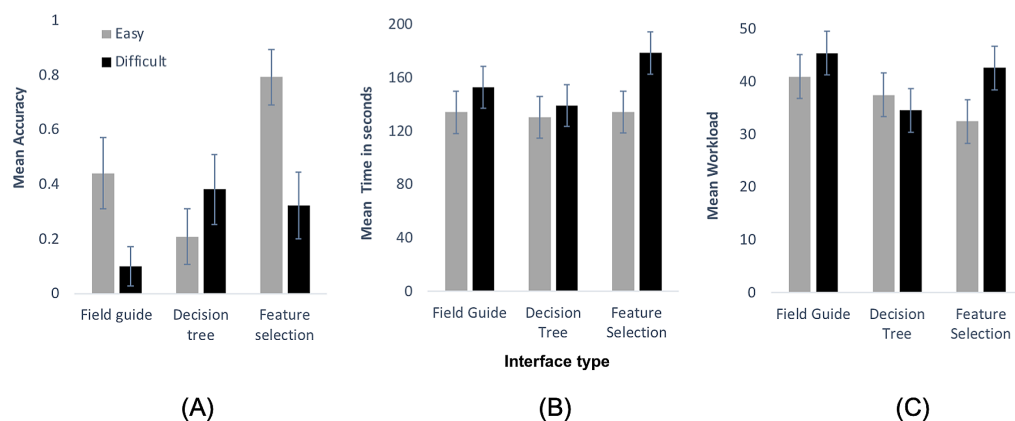 1
0.8
0.6
0.4
0.2
0
Mean Accuracy
Easy
Difficult
Field guide
Decision
tree
Feature
selection
(A)
200
160
120
80
40
0
Mean Time in seconds
Field Guide
Decision
Tree
Feature
Selection
Interface type
(B)
50
40
30
20
10
0
Mean Workload
Field Guide
Decision
Tree
Feature
Selection
(C)